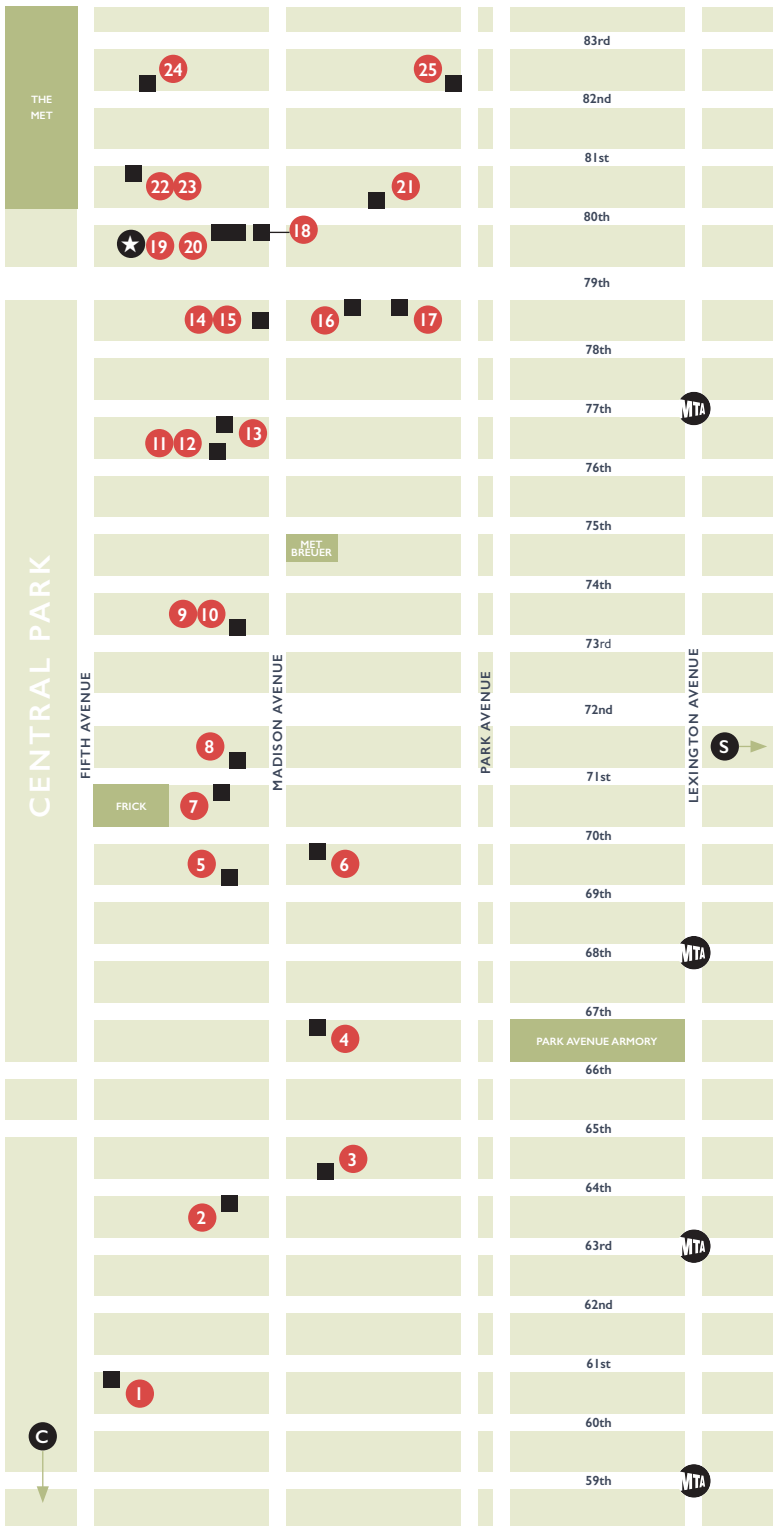 83rd
24
25
THE
MET
82nd
81st
22 23
21
80th
18
19 20
79th
14 15
16
17
78th
MTA
77th
13
11 12
76th
75th
MET
BREUER
CENTRAL PARK
74th
9 10
73rd
FIFTH AVENUE
MADISON AVENUE
PARK AVENUE
LEXINGTON AVENUE
72nd
8
S
71st
FRICK
7
70th
5
6
69th
68th
MTA
67th
4
PARK AVENUE ARMORY
66th
65th
3
64th
2
63rd
MTA
62nd
61st
1
60th
C
59th
MTA